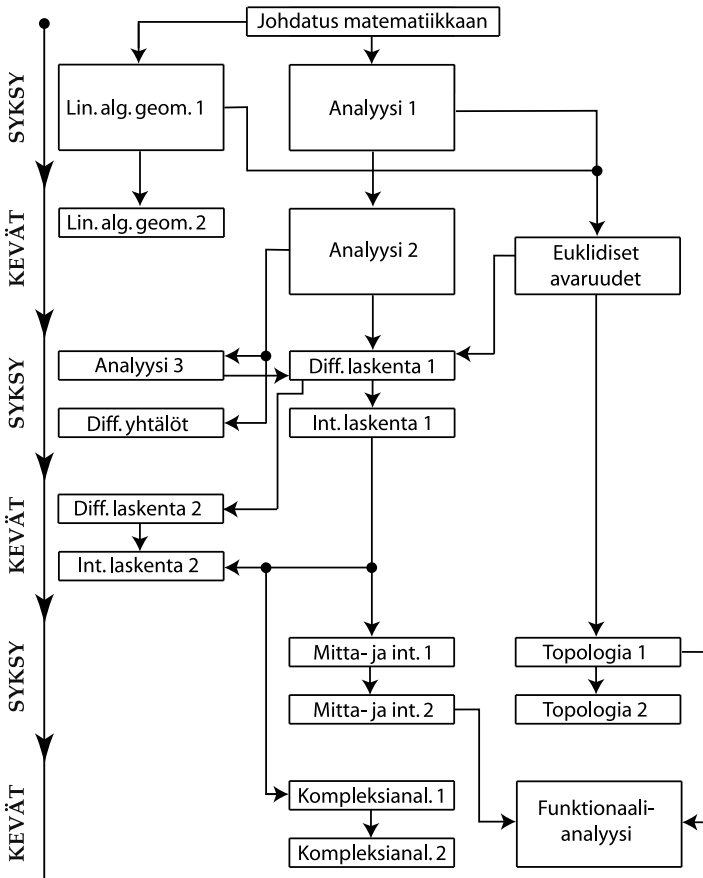 Johdatus matematiikkaan
SYKSY
Lin. alg. geom. 1
Analyysi 1
KEVÄT
Lin. alg. geom. 2
Analyysi 2
Euklidiset
avaruudet
SYKSY
Analyysi 3
Diff. laskenta 1
Diff. yhtälöt
Int. laskenta 1
KEVÄT
Diff. laskenta 2
Int. laskenta 2
SYKSY
Mitta- ja int. 1
Topologia 1
Mitta- ja int. 2
Topologia 2
KEVÄT
Kompleksianal. 1
Funktionaali-
analyysi
Kompleksianal. 2